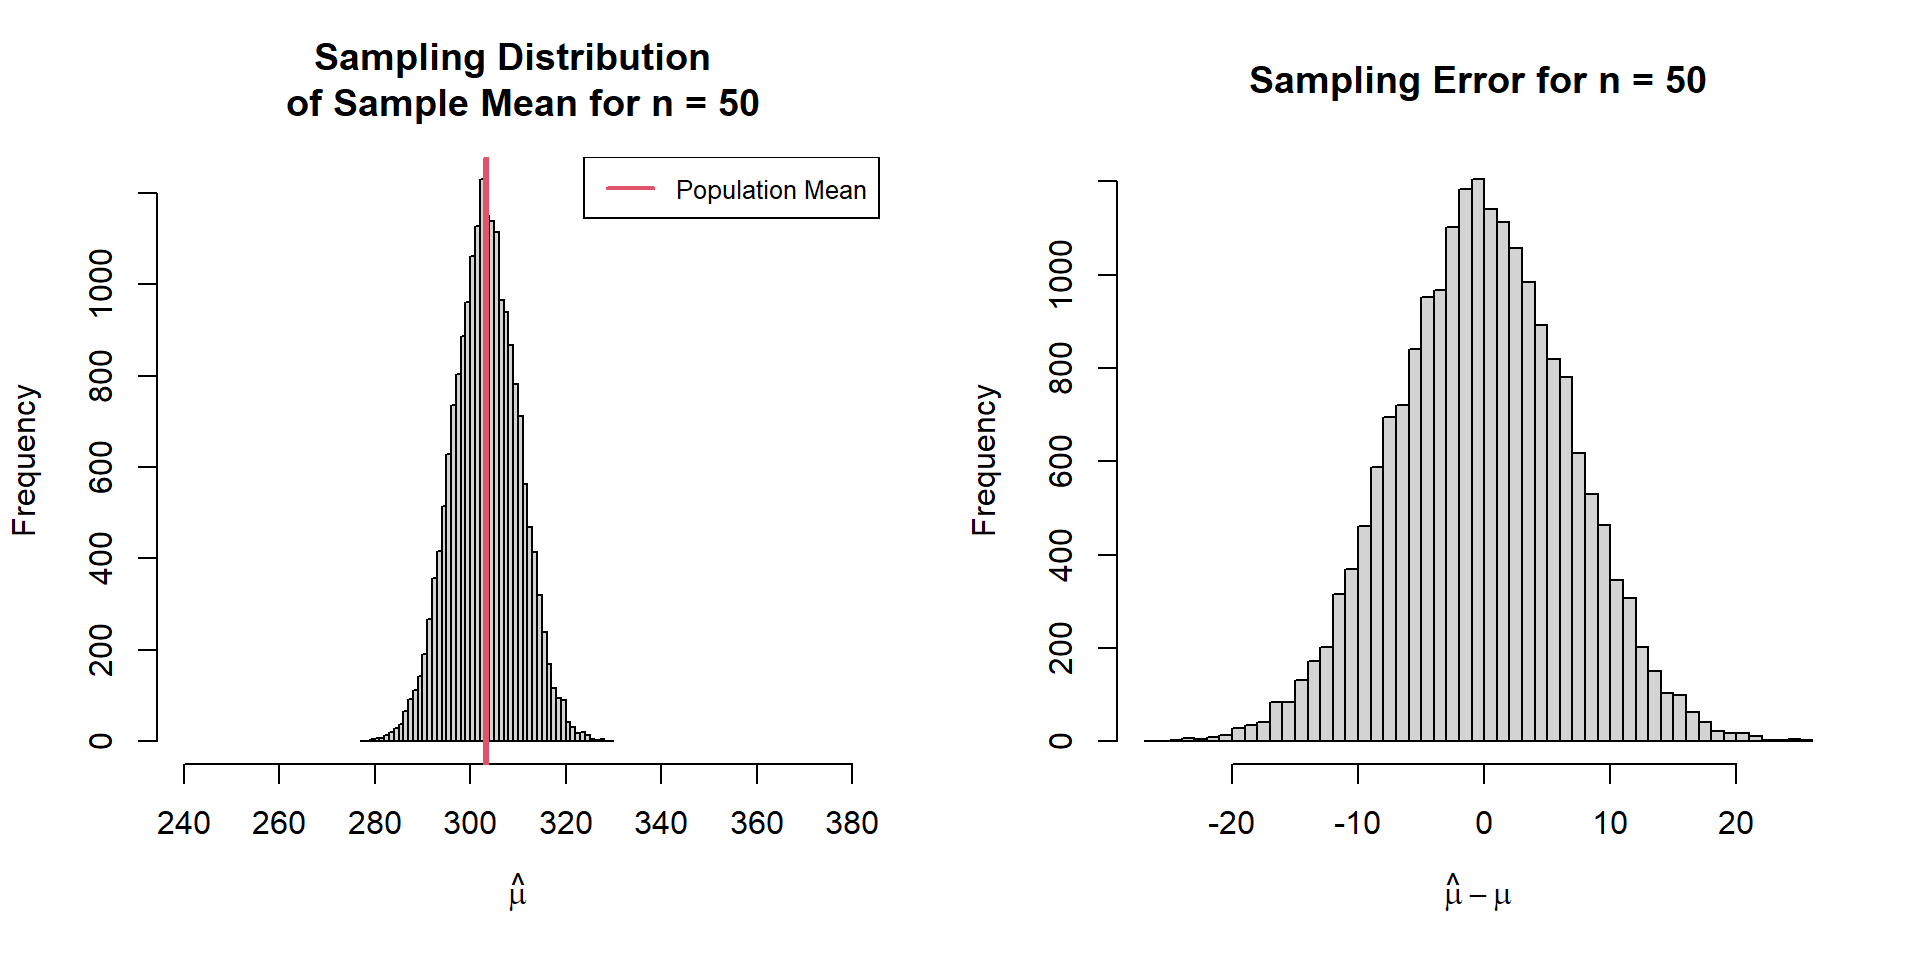 Sampling Distribution
of Sample Mean for n = 50
Population Mean
Frequency
0
200
400
600
800
1000
240 260 280 300 320 340 360 380
μ̂
Sampling Error for n = 50
Frequency
0
200
400
600
800
1000
-20 -10 0 10 20
μ̂ − μ